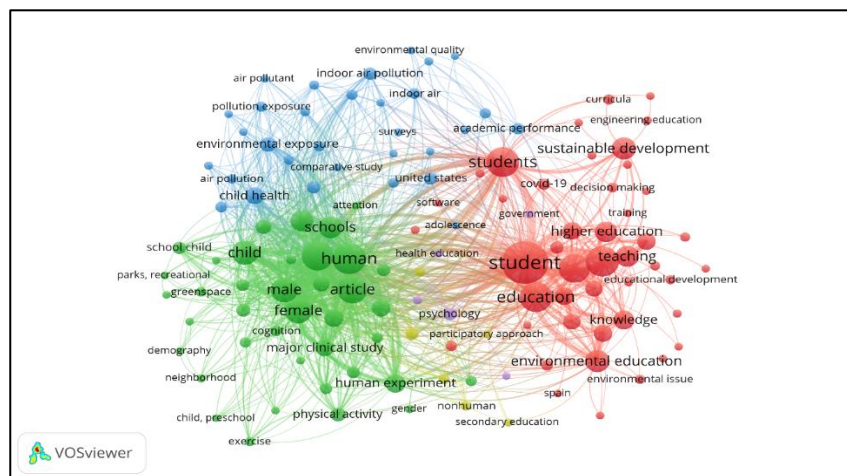 environmental quality
indoor air pollution
air pollutant
indoor air
curricula
pollution exposure
engineering education
academic performance
surveys
environmental exposure
sustainable development
students
comparative study
air pollution
united states
covid-19
decision making
child health
attention
software
training
government
schools
adolescence
higher education
school child
child
health education
human
student
teaching
parks, recreational
educational development
greenspace
male
article
education
female
psychology
knowledge
cognition
participatory approach
demography
major clinical study
environmental education
neighborhood
human experiment
environmental issue
spain
child, preschool
physical activity
gender
nonhuman
secondary education
exercise
VOSviewer